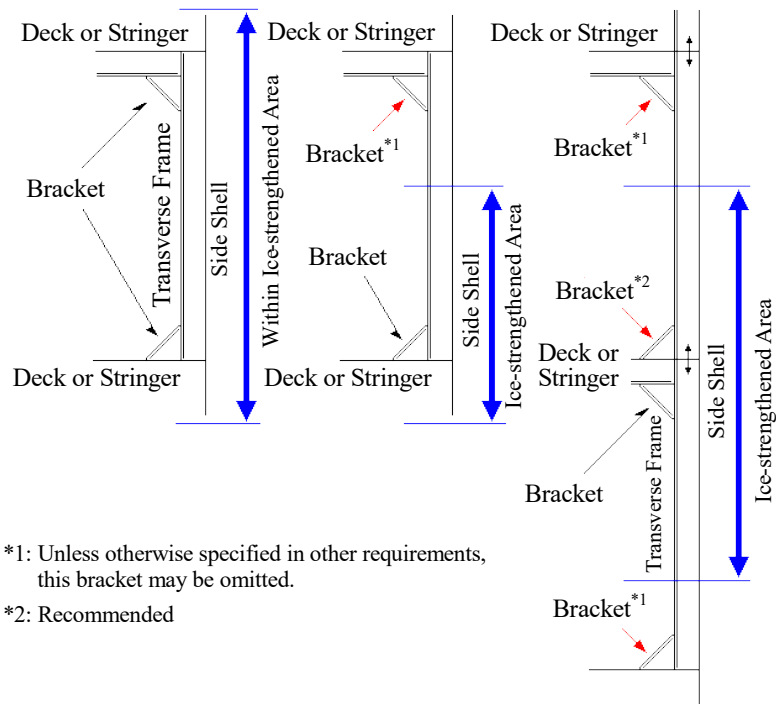 Deck or Stringer
Bracket
Transverse Frame
Side Shell
Within Ice-strengthened Area
Deck or Stringer
Deck or Stringer
Bracket*1
Bracket
Side Shell
Ice-strengthened Area
Deck or Stringer
Deck or Stringer
Bracket*1
Bracket*2
Deck or
Stringer
Bracket
Transverse Frame
Side Shell
Ice-strengthened Area
Bracket*1
*1: Unless otherwise specified in other requirements,
this bracket may be omitted.
*2: Recommended